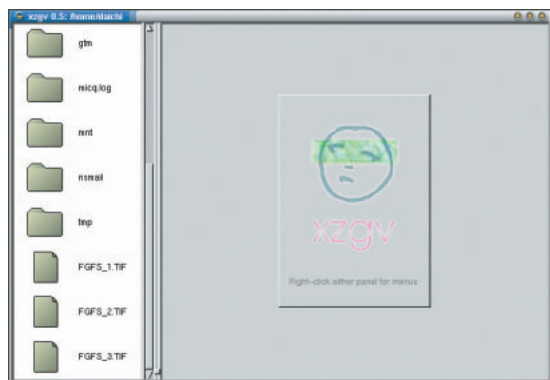 xzgv 0.5: /home/daichi
gtm
micq.log
mnt
nsmail
tmp
FGFS_1.TIF
FGFS_2.TIF
FGFS_3.TIF
xzgv
Right-click either panel for menus